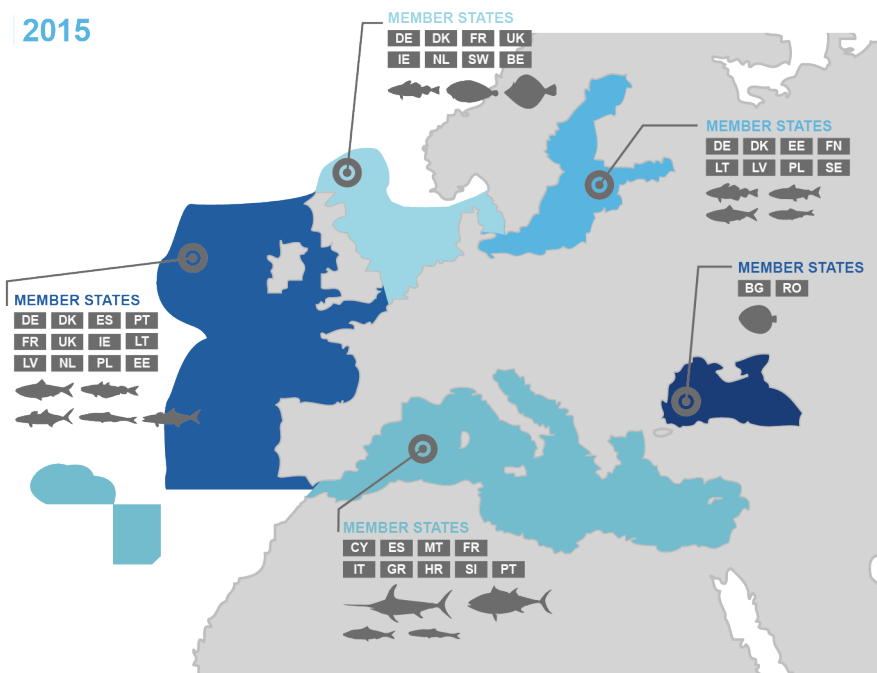 2015
MEMBER STATES
DE DK FR UK
IE NL SW BE
MEMBER STATES
DE DK EE FN
LT LV PL SE
MEMBER STATES
BG RO
MEMBER STATES
DE DK ES PT
FR UK IE LT
LV NL PL EE
MEMBER STATES
CY ES MT FR
IT GR HR SI PT